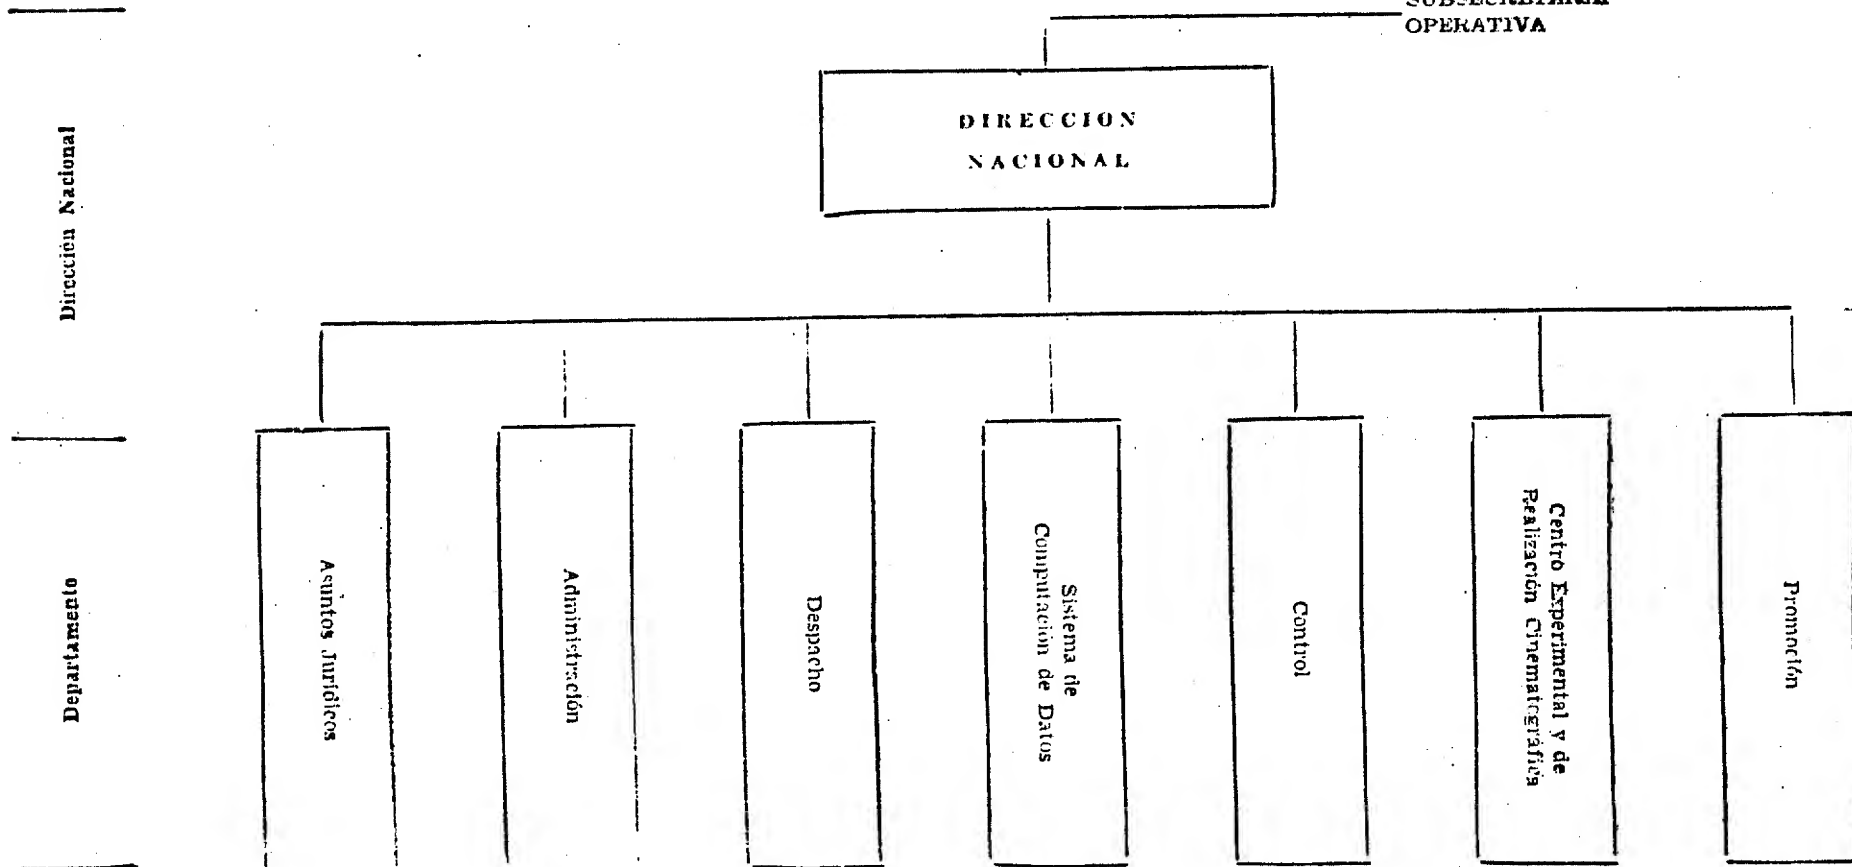 SUBSECRETARIA
OPERATIVA
DIRECCION
NACIONAL
Dirección Nacional
Departamento
Asuntos Jurídicos
Administración
Despacho
Sistema de
Computación de Datos
Control
Centro Experimental y de
Realización Cinematográfica
Promoción